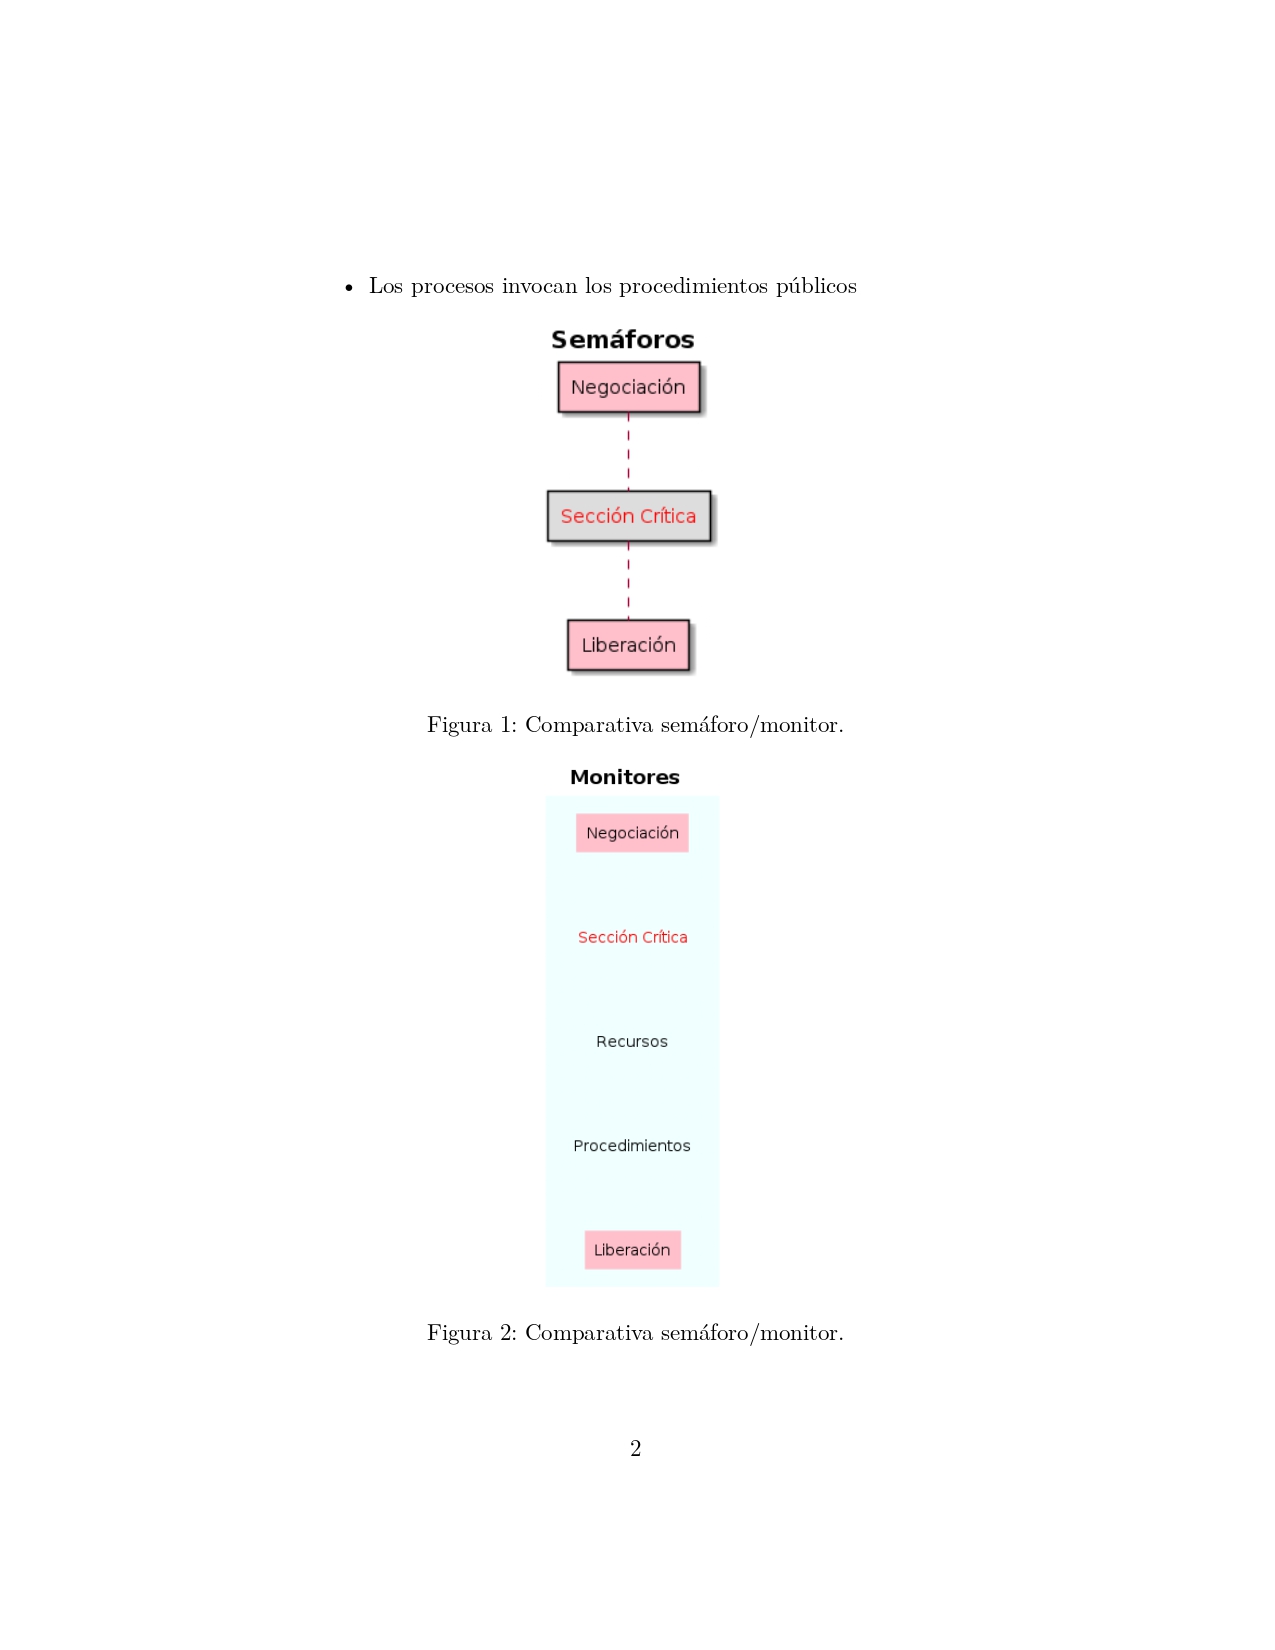 • Los procesos invocan los procedimientos públicos
Semáforos
Negociación
Sección Crítica
Liberación
Figura 1: Comparativa semáforo/monitor.
Monitores
Negociación
Sección Crítica
Recursos
Procedimientos
Liberación
Figura 2: Comparativa semáforo/monitor.
2